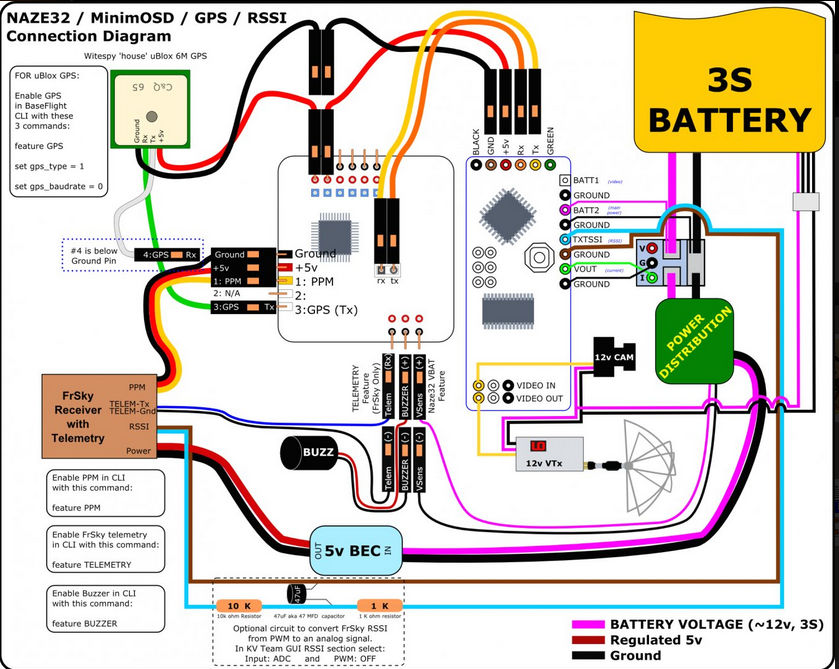 NAZE32 / MinimOSD / GPS / RSSI
Connection Diagram
Witespy 'house' uBlox 6M GPS
FOR uBlox GPS:
Enable GPS
in BaseFlight
CLI with these
3 commands:
feature GPS
set gps_type = 1
set gps_baudrate = 0
C&Q 65
Ground
Rx
Tx
+5v
3S
BATTERY
BLACK
GND
+5v
Rx
Tx
GREEN
BATT1 (video)
GROUND
BATT2 (main power)
GROUND
TXTSSI (RSSI)
GROUND
VOUT (current)
GROUND
V
G
I
#4 is below
Ground Pin
4:GPS Rx
Ground
+5v
1: PPM
2: N/A
3:GPS Tx
Ground
+5v
1: PPM
2:
3:GPS (Tx)
rx tx
POWER
DISTRIBUTION
12v CAM
VIDEO IN
VIDEO OUT
12v VTx
TELEMETRY
Feature
(FrSky Only)
Telem (Rx)
BUZZER (+)
VSens (+)
Naze32 VBAT
Feature
Telem (-)
BUZZER (-)
VSens (-)
BUZZ
FrSky
Receiver
with
Telemetry
PPM
TELEM-Tx
TELEM-Gnd
RSSI
Power
Enable PPM in CLI
with this command:
feature PPM
Enable FrSky telemetry
in CLI with this command:
feature TELEMETRY
Enable Buzzer in CLI
with this command:
feature BUZZER
OUT
5v BEC
IN
10 K
47uF
1 K
10k ohm Resistor
47uF aka 47 MFD capacitor
1 K ohm resistor
Optional circuit to convert FrSky RSSI
from PWM to an analog signal.
In KV Team GUI RSSI section select:
Input: ADC and PWM: OFF
BATTERY VOLTAGE (~12v, 3S)
Regulated 5v
Ground